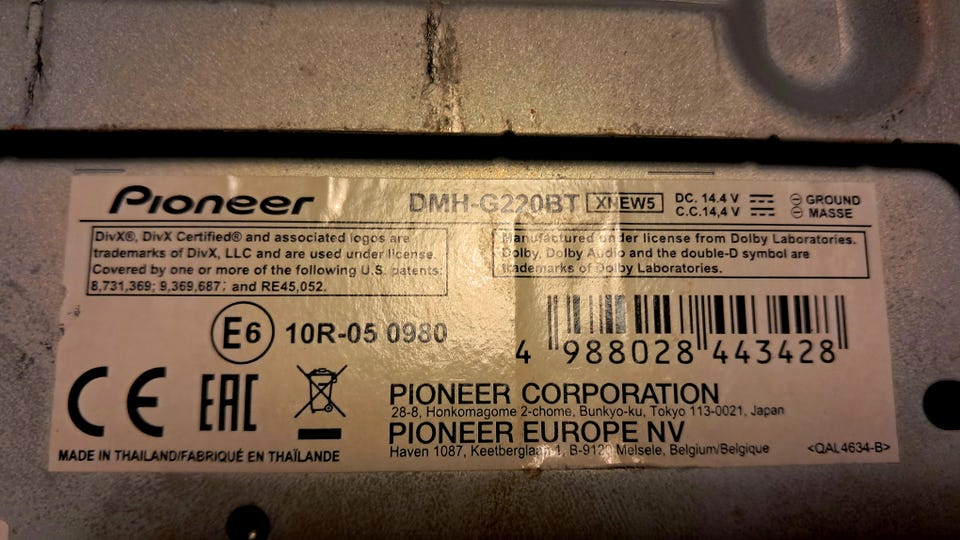 Pioneer
DMH-G220BT XNEW5
DC. 14.4 V ⎓ ⊖ GROUND
C.C.14,4 V ⎓ ⊖ MASSE
DivX®, DivX Certified® and associated logos are
trademarks of DivX, LLC and are used under license.
Covered by one or more of the following U.S. patents:
8,731,369; 9,369,687; and RE45,052.
Manufactured under license from Dolby Laboratories.
Dolby, Dolby Audio and the double-D symbol are
trademarks of Dolby Laboratories.
E6 10R-05 0980
4 988028 443428
CE EAC
PIONEER CORPORATION
28-8, Honkomagome 2-chome, Bunkyo-ku, Tokyo 113-0021, Japan
PIONEER EUROPE NV
Haven 1087, Keetberglaan 1, B-9120 Melsele, Belgium/Belgique
MADE IN THAILAND/FABRIQUÉ EN THAÏLANDE
<QAL4634-B>